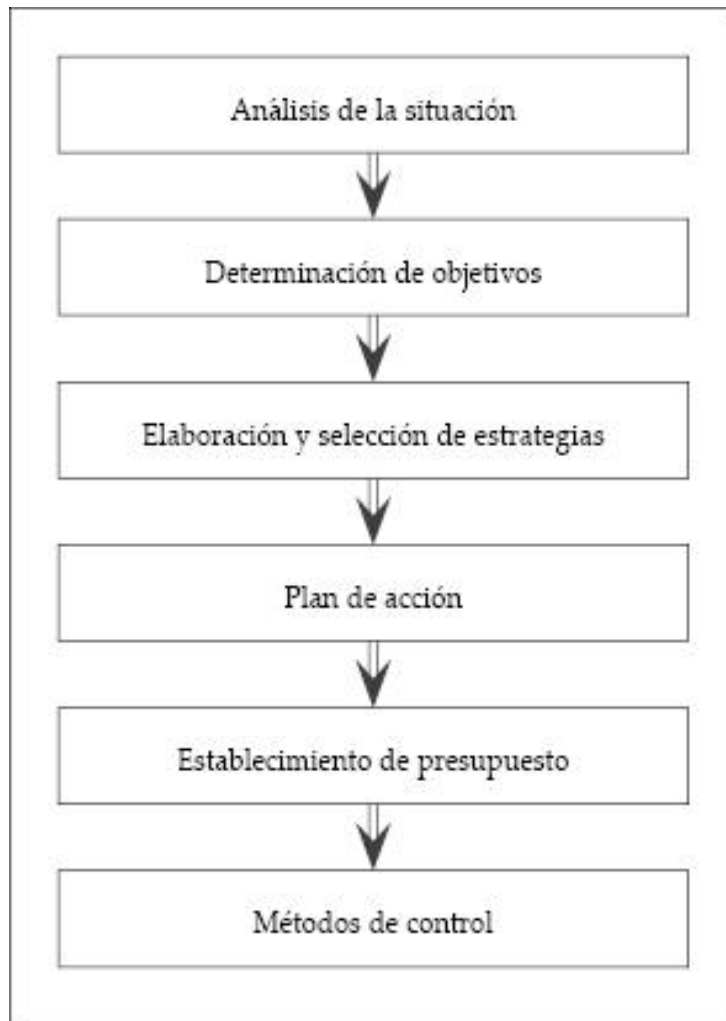 Análisis de la situación
Determinación de objetivos
Elaboración y selección de estrategias
Plan de acción
Establecimiento de presupuesto
Métodos de control